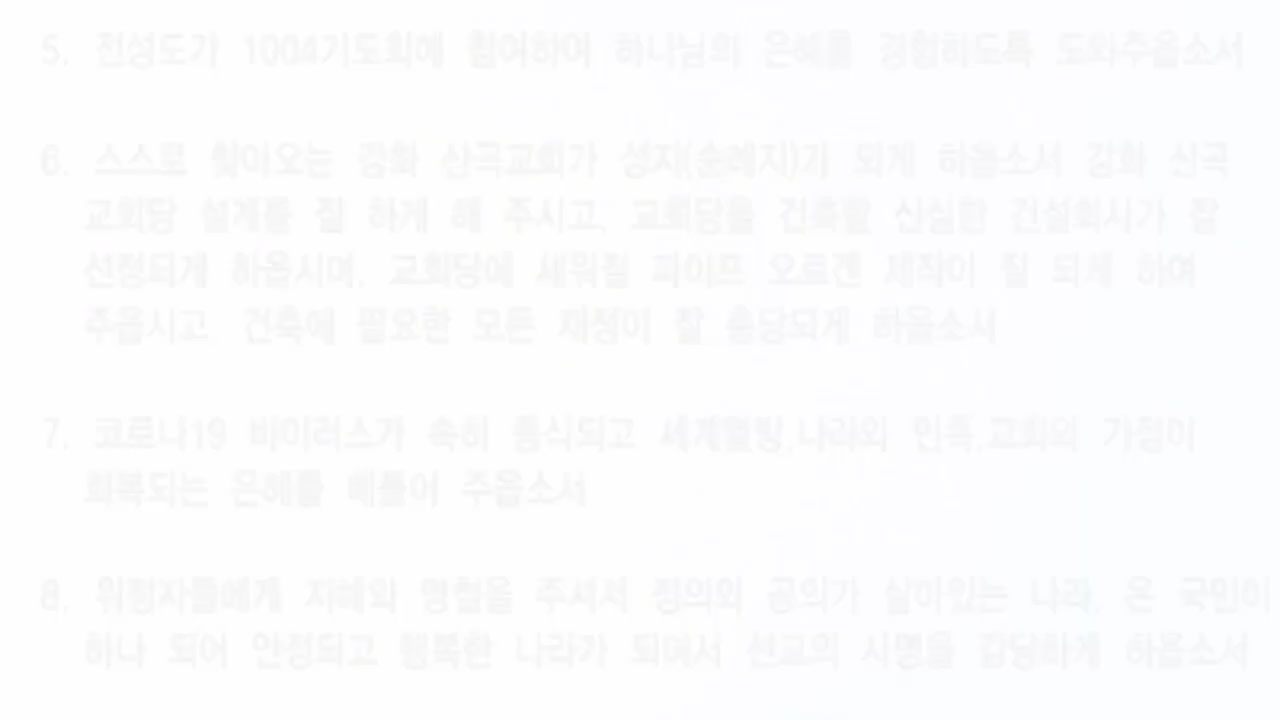 5. 전성도가 1004기도회에 참여하여 하나님의 은혜를 경험하도록 도와주옵소서
6. 스스로 찾아오는 강화 산곡교회가 성지(순례지)가 되게 하옵소서 강화 산곡
교회당 설계를 잘 하게 해 주시고, 교회당을 건축할 신실한 건설회사가 잘
선정되게 하옵시며, 교회당에 세워질 파이프 오르겐 제작이 잘 되게 하여
주옵시고, 건축에 필요한 모든 재정이 잘 충당되게 하옵소서
7. 코로나19 바이러스가 속히 종식되고 세계열방,나라와 민족,교회와 가정이
회복되는 은혜를 베풀어 주옵소서
8. 위정자들에게 지혜와 명철을 주셔서 정의와 공의가 살아있는 나라, 온 국민이
하나 되어 안정되고 행복한 나라가 되며서 선교의 사명을 감당하게 하옵소서